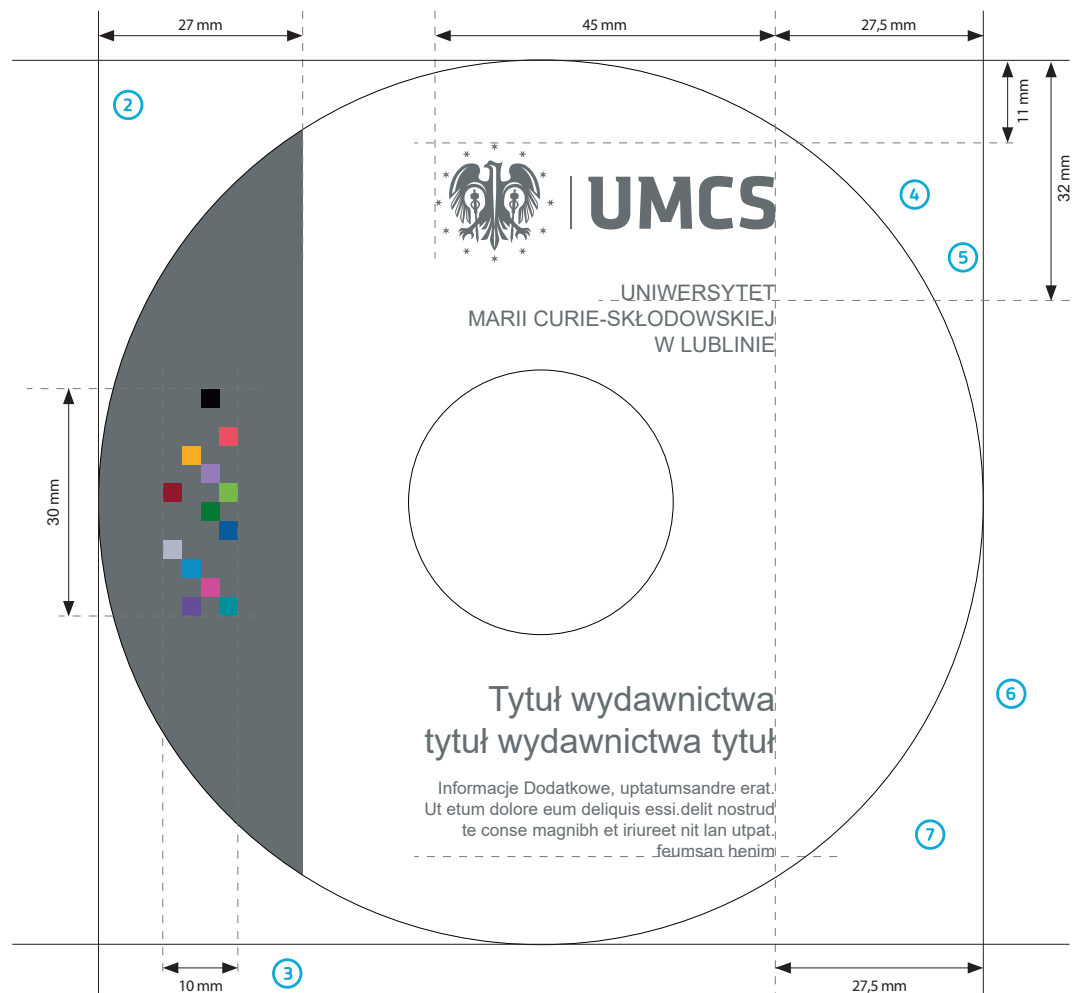 27 mm
45 mm
27,5 mm
2
11 mm
32 mm
4
UMCS
5
UNIWERSYTET
MARII CURIE-SKŁODOWSKIEJ
W LUBLINIE
30 mm
Tytuł wydawnictwa
tytuł wydawnictwa tytuł
6
Informacje Dodatkowe, uptatumsandre erat.
Ut etum dolore eum deliquis essi.delit nostrud
te conse magnibh et iriureet nit lan utpat.
feumsan henim
7
3
10 mm
27,5 mm